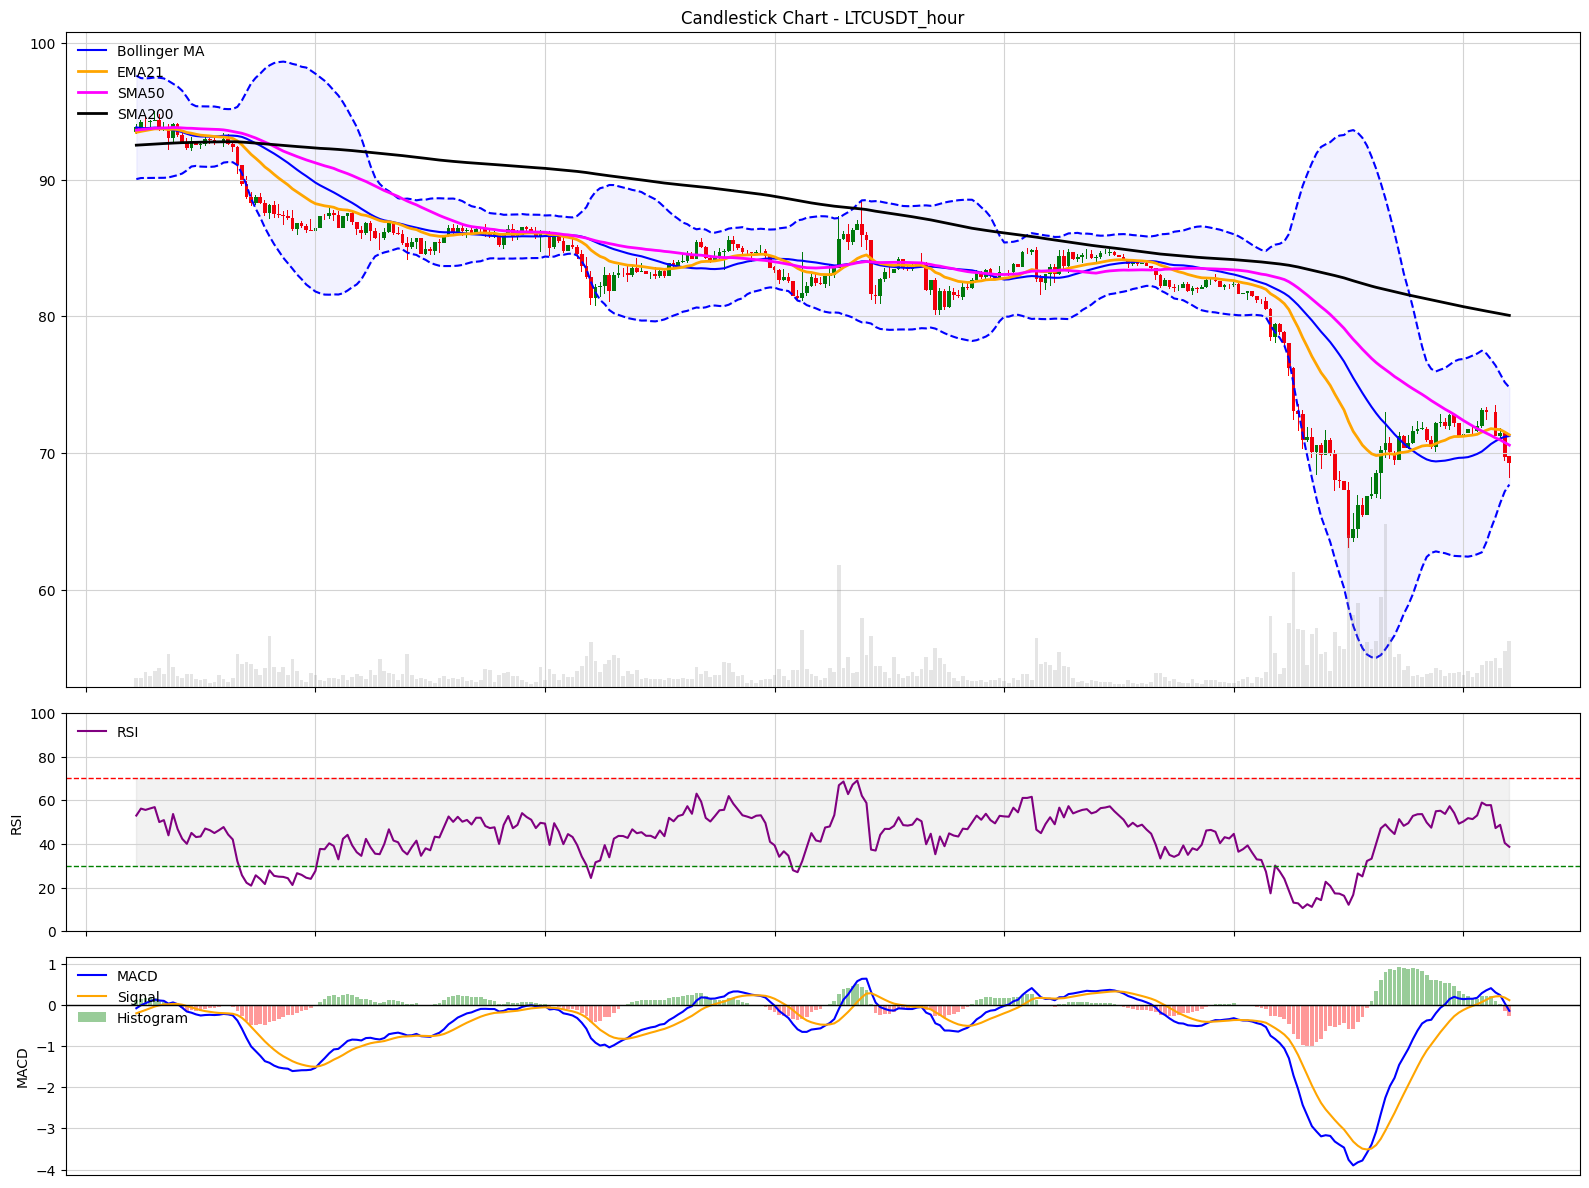 Candlestick Chart - LTCUSDT_hour
100
90
80
70
60
Bollinger MA
EMA21
SMA50
SMA200
RSI
100
80
60
40
20
0
RSI
MACD
1
0
−1
−2
−3
−4
MACD
Signal
Histogram